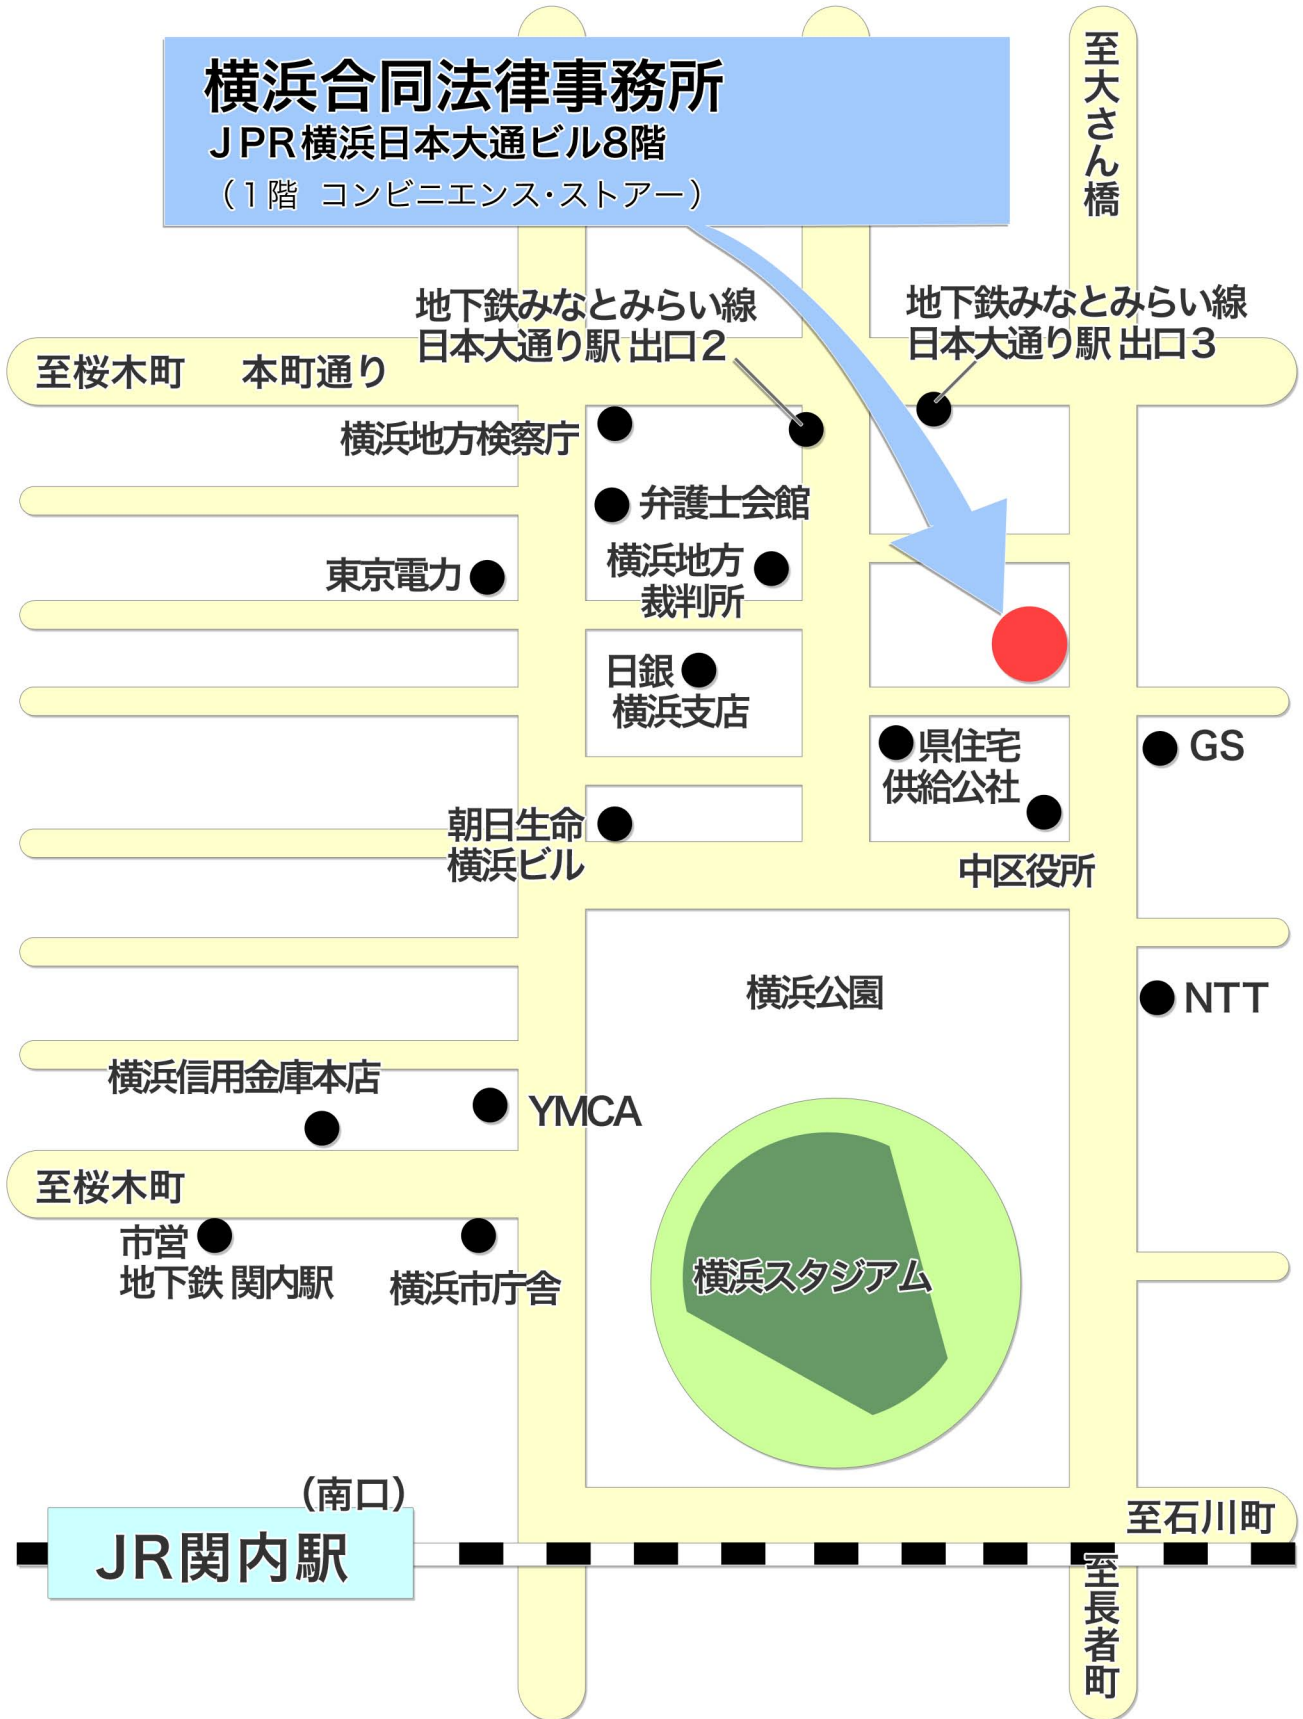 横浜合同法律事務所
JPR横浜日本大通ビル8階
（1階 コンビニエンス･ストアー）
至大さん橋
地下鉄みなとみらい線
日本大通り駅 出口2
地下鉄みなとみらい線
日本大通り駅 出口3
至桜木町 本町通り
横浜地方検察庁
弁護士会館
東京電力
横浜地方
裁判所
日銀
横浜支店
県住宅
供給公社
GS
朝日生命
横浜ビル
中区役所
横浜公園
NTT
横浜信用金庫本店
YMCA
至桜木町
市営
地下鉄 関内駅
横浜市庁舎
横浜スタジアム
（南口）
JR関内駅
至石川町
至長者町